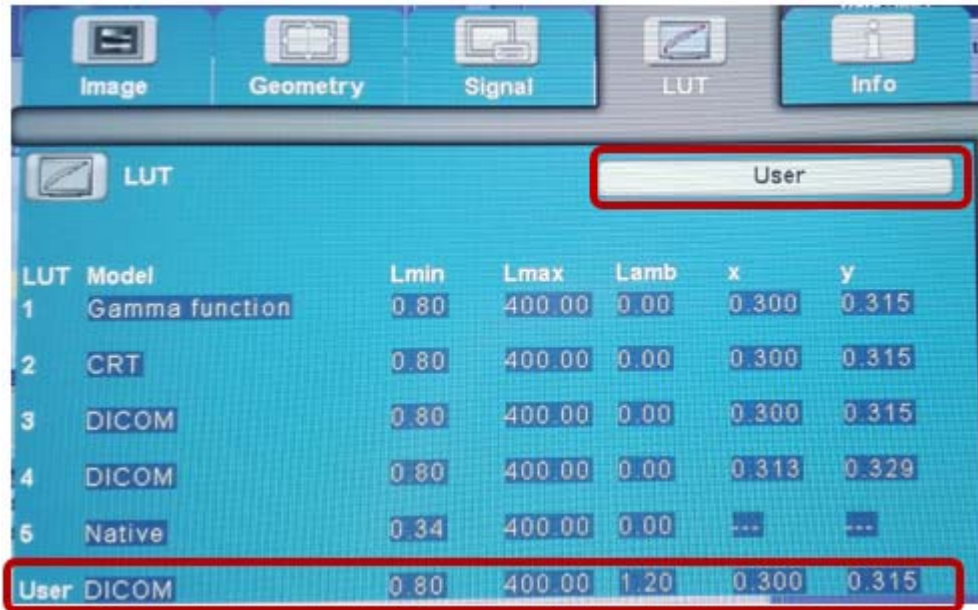 Image Geometry Signal LUT Info
LUT User
LUT Model Lmin Lmax Lamb x y
1 Gamma function 0.80 400.00 0.00 0.300 0.315
2 CRT 0.80 400.00 0.00 0.300 0.315
3 DICOM 0.80 400.00 0.00 0.300 0.315
4 DICOM 0.80 400.00 0.00 0.313 0.329
5 Native 0.34 400.00 0.00 --- ---
User DICOM 0.80 400.00 1.20 0.300 0.315